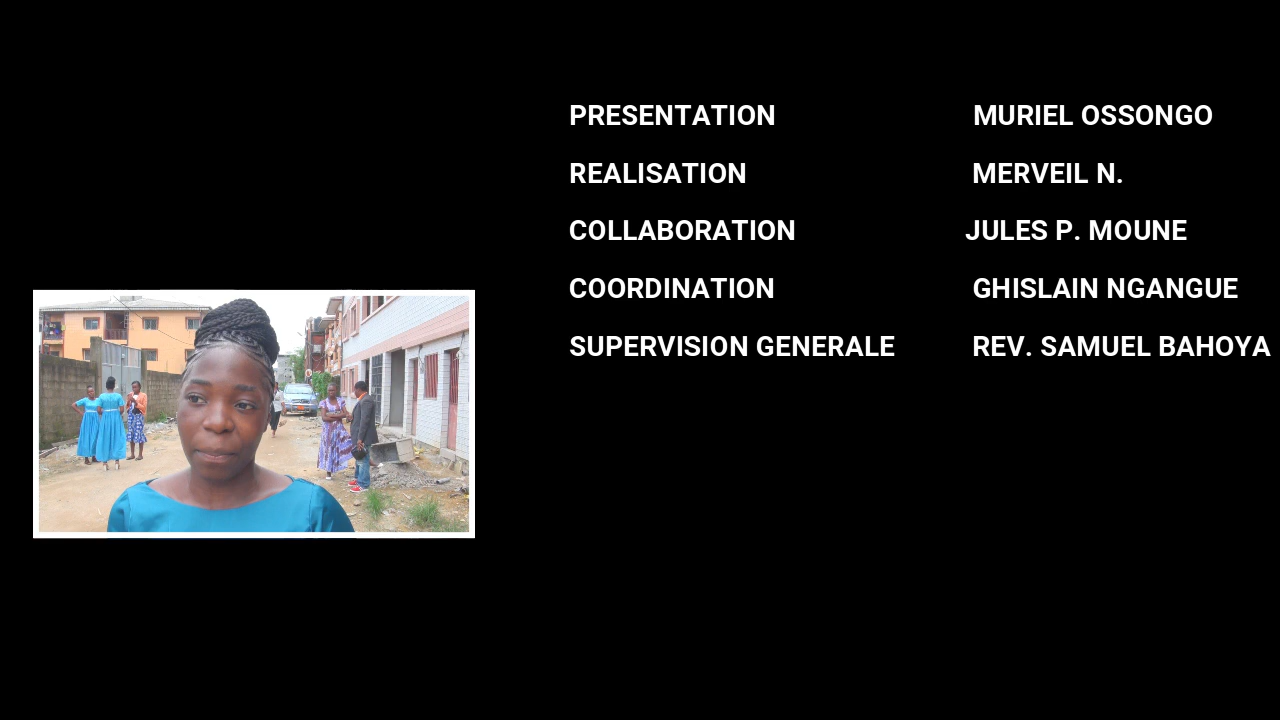 PRESENTATION MURIEL OSSONGO
REALISATION MERVEIL N.
COLLABORATION JULES P. MOUNE
COORDINATION GHISLAIN NGANGUE
SUPERVISION GENERALE REV. SAMUEL BAHOYA